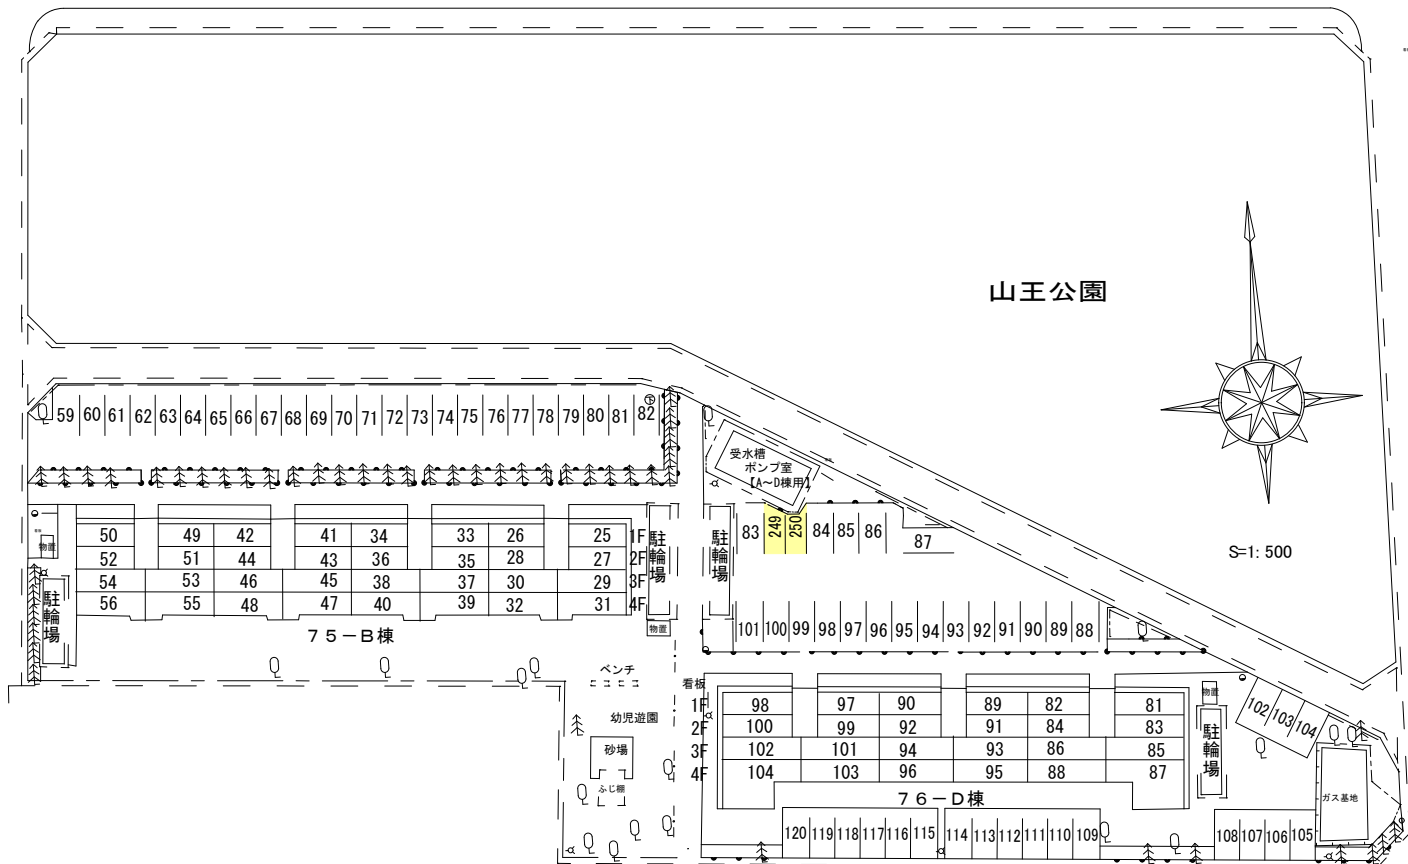 山王公園
S=1:500
59 60 61 62 63 64 65 66 67 68 69 70 71 72 73 74 75 76 77 78 79 80 81 82
受水槽
ポンプ室
【A~D棟用】
83 249 250 84 85 86 87
物置
駐輪場
50 49 42 41 34 33 26 25 1F
52 51 44 43 36 35 28 27 2F
54 53 46 45 38 37 30 29 3F
56 55 48 47 40 39 32 31 4F
75-B棟
駐輪場
物置
駐輪場
101 100 99 98 97 96 95 94 93 92 91 90 89 88
ベンチ
幼児遊園
砂場
ふじ棚
看板
1F 98 97 90 89 82 81
2F 100 99 92 91 84 83
3F 102 101 94 93 86 85
4F 104 103 96 95 88 87
76-D棟
物置
駐輪場
102 103 104
ガス基地
120 119 118 117 116 115 114 113 112 111 110 109
108 107 106 105